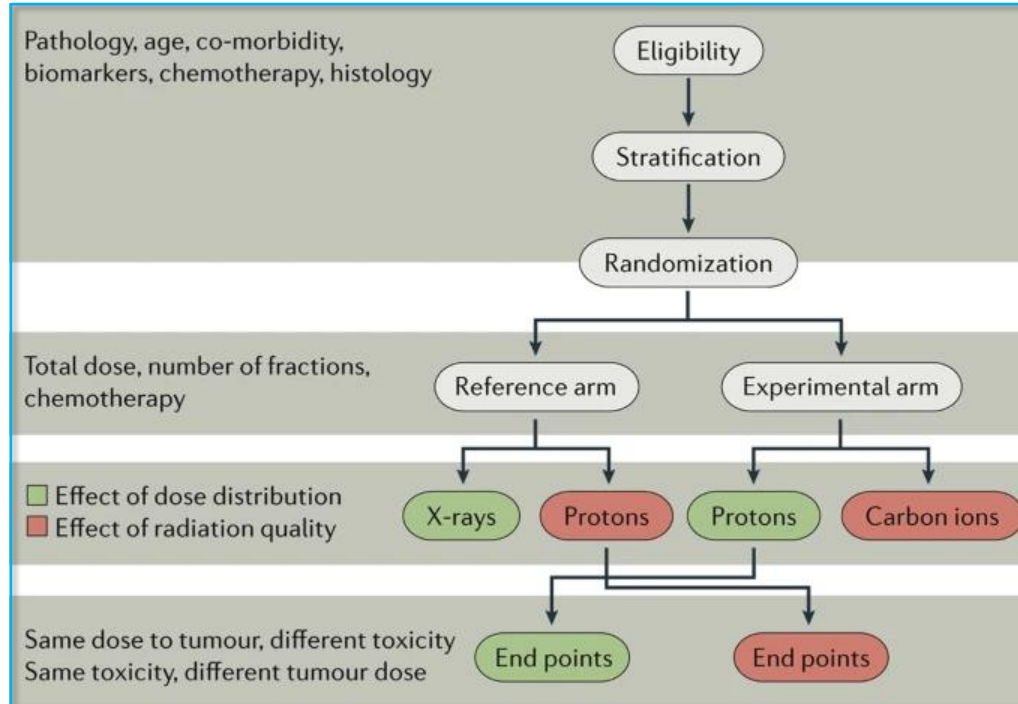 Pathology, age, co-morbidity,
biomarkers, chemotherapy, histology
Eligibility
Stratification
Randomization
Total dose, number of fractions,
chemotherapy
Reference arm
Experimental arm
Effect of dose distribution
Effect of radiation quality
X-rays
Protons
Protons
Carbon ions
Same dose to tumour, different toxicity
Same toxicity, different tumour dose
End points
End points